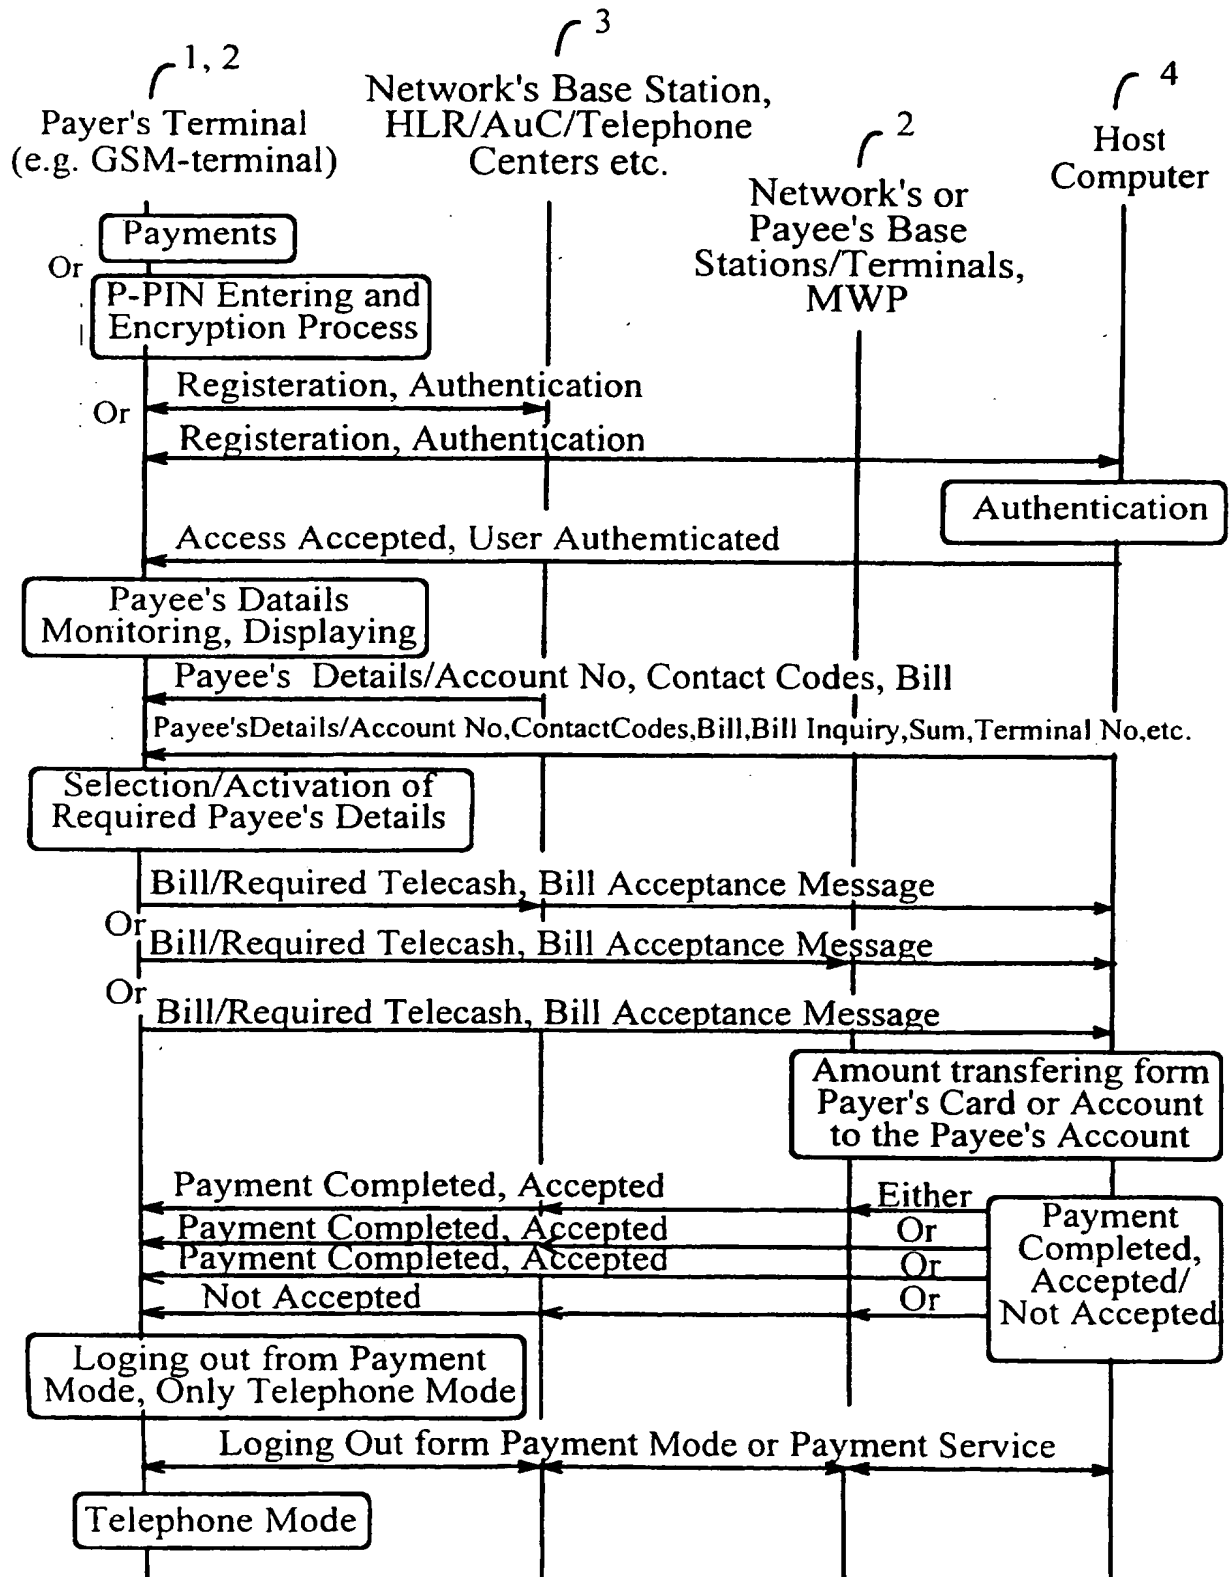 1, 2
Payer's Terminal
(e.g. GSM-terminal)
3
Network's Base Station,
HLR/AuC/Telephone
Centers etc.
2
Network's or
Payee's Base
Stations/Terminals,
MWP
4
Host
Computer
Payments
Or
P-PIN Entering and
Encryption Process
Registeration, Authentication
Or
Registeration, Authentication
Authentication
Access Accepted, User Authemticated
Payee's Datails
Monitoring, Displaying
Payee's Details/Account No, Contact Codes, Bill
Payee'sDetails/Account No,ContactCodes,Bill,Bill Inquiry,Sum,Terminal No,etc.
Selection/Activation of
Required Payee's Details
Bill/Required Telecash, Bill Acceptance Message
Or
Bill/Required Telecash, Bill Acceptance Message
Or
Bill/Required Telecash, Bill Acceptance Message
Amount transfering form
Payer's Card or Account
to the Payee's Account
Payment Completed, Accepted
Either
Payment Completed, Accepted
Or
Payment Completed, Accepted
Or
Not Accepted
Or
Payment
Completed,
Accepted/
Not Accepted
Loging out from Payment
Mode, Only Telephone Mode
Loging Out form Payment Mode or Payment Service
Telephone Mode